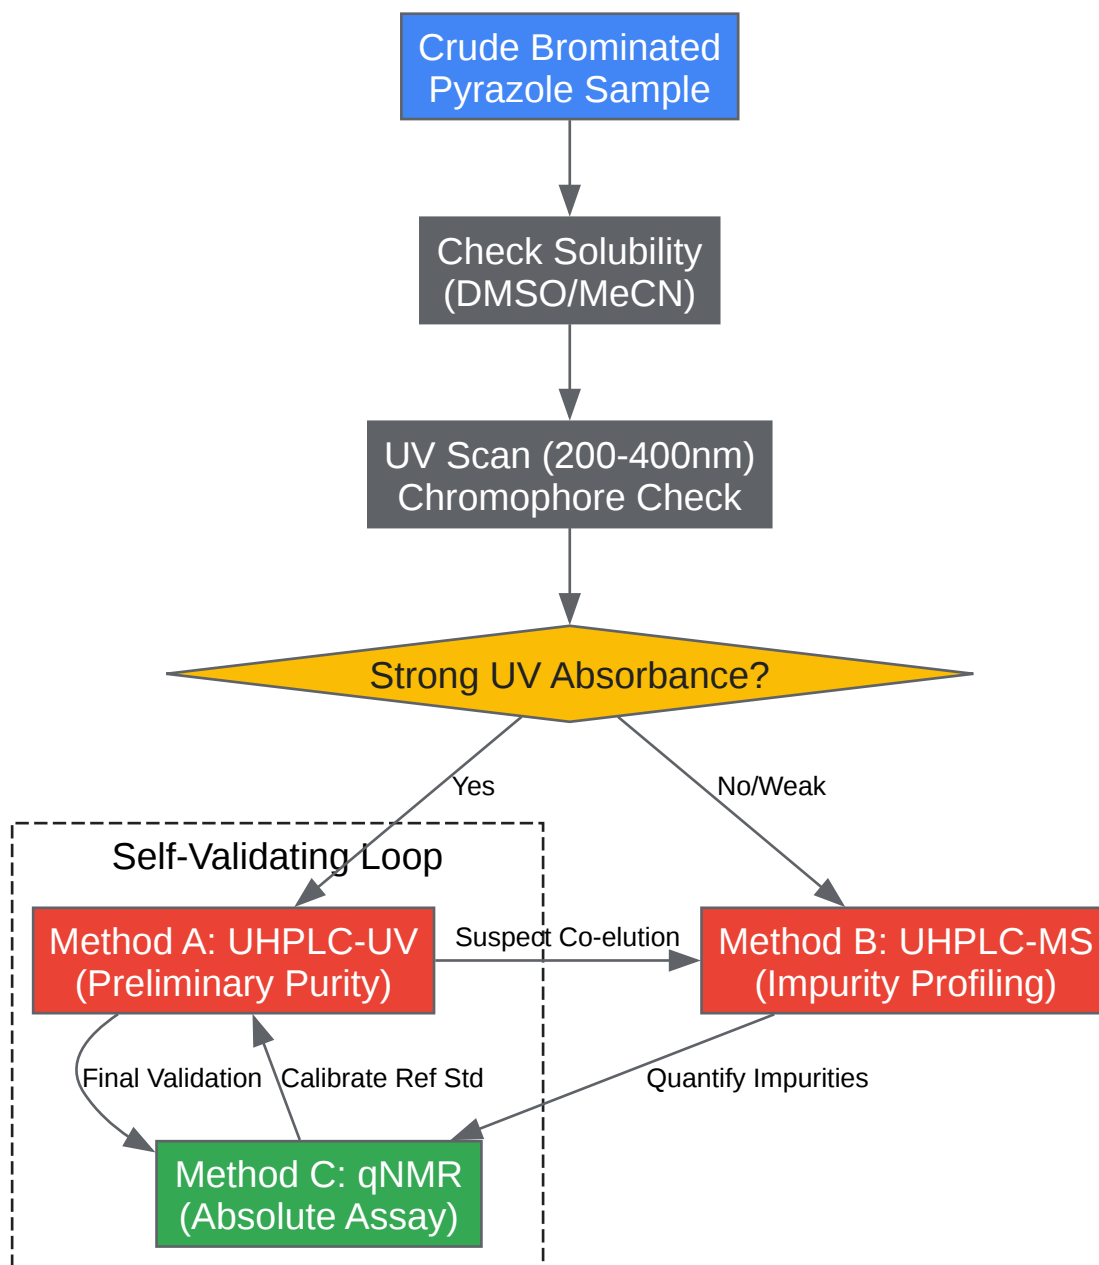 Crude Brominated
Pyrazole Sample
Check Solubility
(DMSO/MeCN)
UV Scan (200-400nm)
Chromophore Check
Strong UV Absorbance?
Yes
No/Weak
Self-Validating Loop
Method A: UHPLC-UV
(Preliminary Purity)
Suspect Co-elution
Method B: UHPLC-MS
(Impurity Profiling)
Final Validation
Calibrate Ref Std
Quantify Impurities
Method C: qNMR
(Absolute Assay)